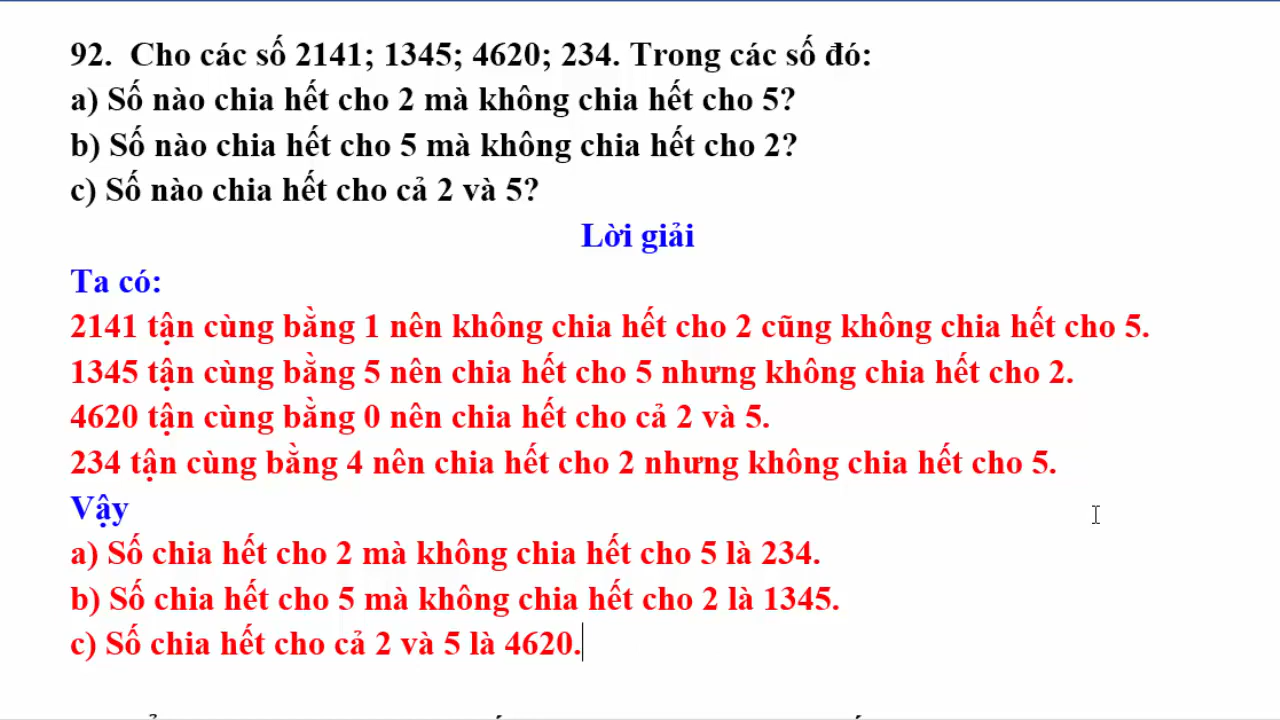 92. Cho các số 2141; 1345; 4620; 234. Trong các số đó:
a) Số nào chia hết cho 2 mà không chia hết cho 5?
b) Số nào chia hết cho 5 mà không chia hết cho 2?
c) Số nào chia hết cho cả 2 và 5?
Lời giải
Ta có:
2141 tận cùng bằng 1 nên không chia hết cho 2 cũng không chia hết cho 5.
1345 tận cùng bằng 5 nên chia hết cho 5 nhưng không chia hết cho 2.
4620 tận cùng bằng 0 nên chia hết cho cả 2 và 5.
234 tận cùng bằng 4 nên chia hết cho 2 nhưng không chia hết cho 5.
Vậy
a) Số chia hết cho 2 mà không chia hết cho 5 là 234.
b) Số chia hết cho 5 mà không chia hết cho 2 là 1345.
c) Số chia hết cho cả 2 và 5 là 4620.